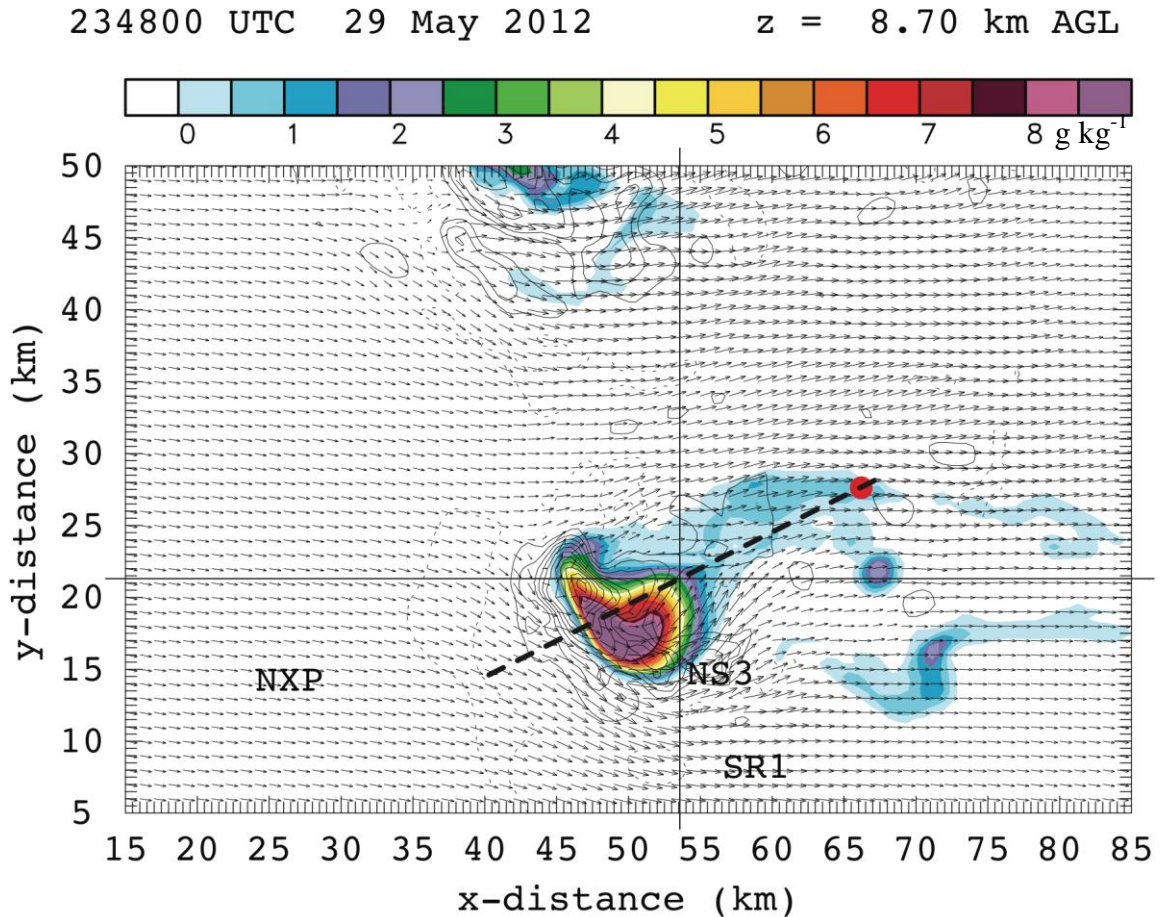 234800 UTC 29 May 2012 z = 8.70 km AGL
0 1 2 3 4 5 6 7 8 g kg-1
50
45
40
35
30
25
20
15
10
5
y-distance (km)
NXP
NS3
SR1
15 20 25 30 35 40 45 50 55 60 65 70 75 80 85
x-distance (km)